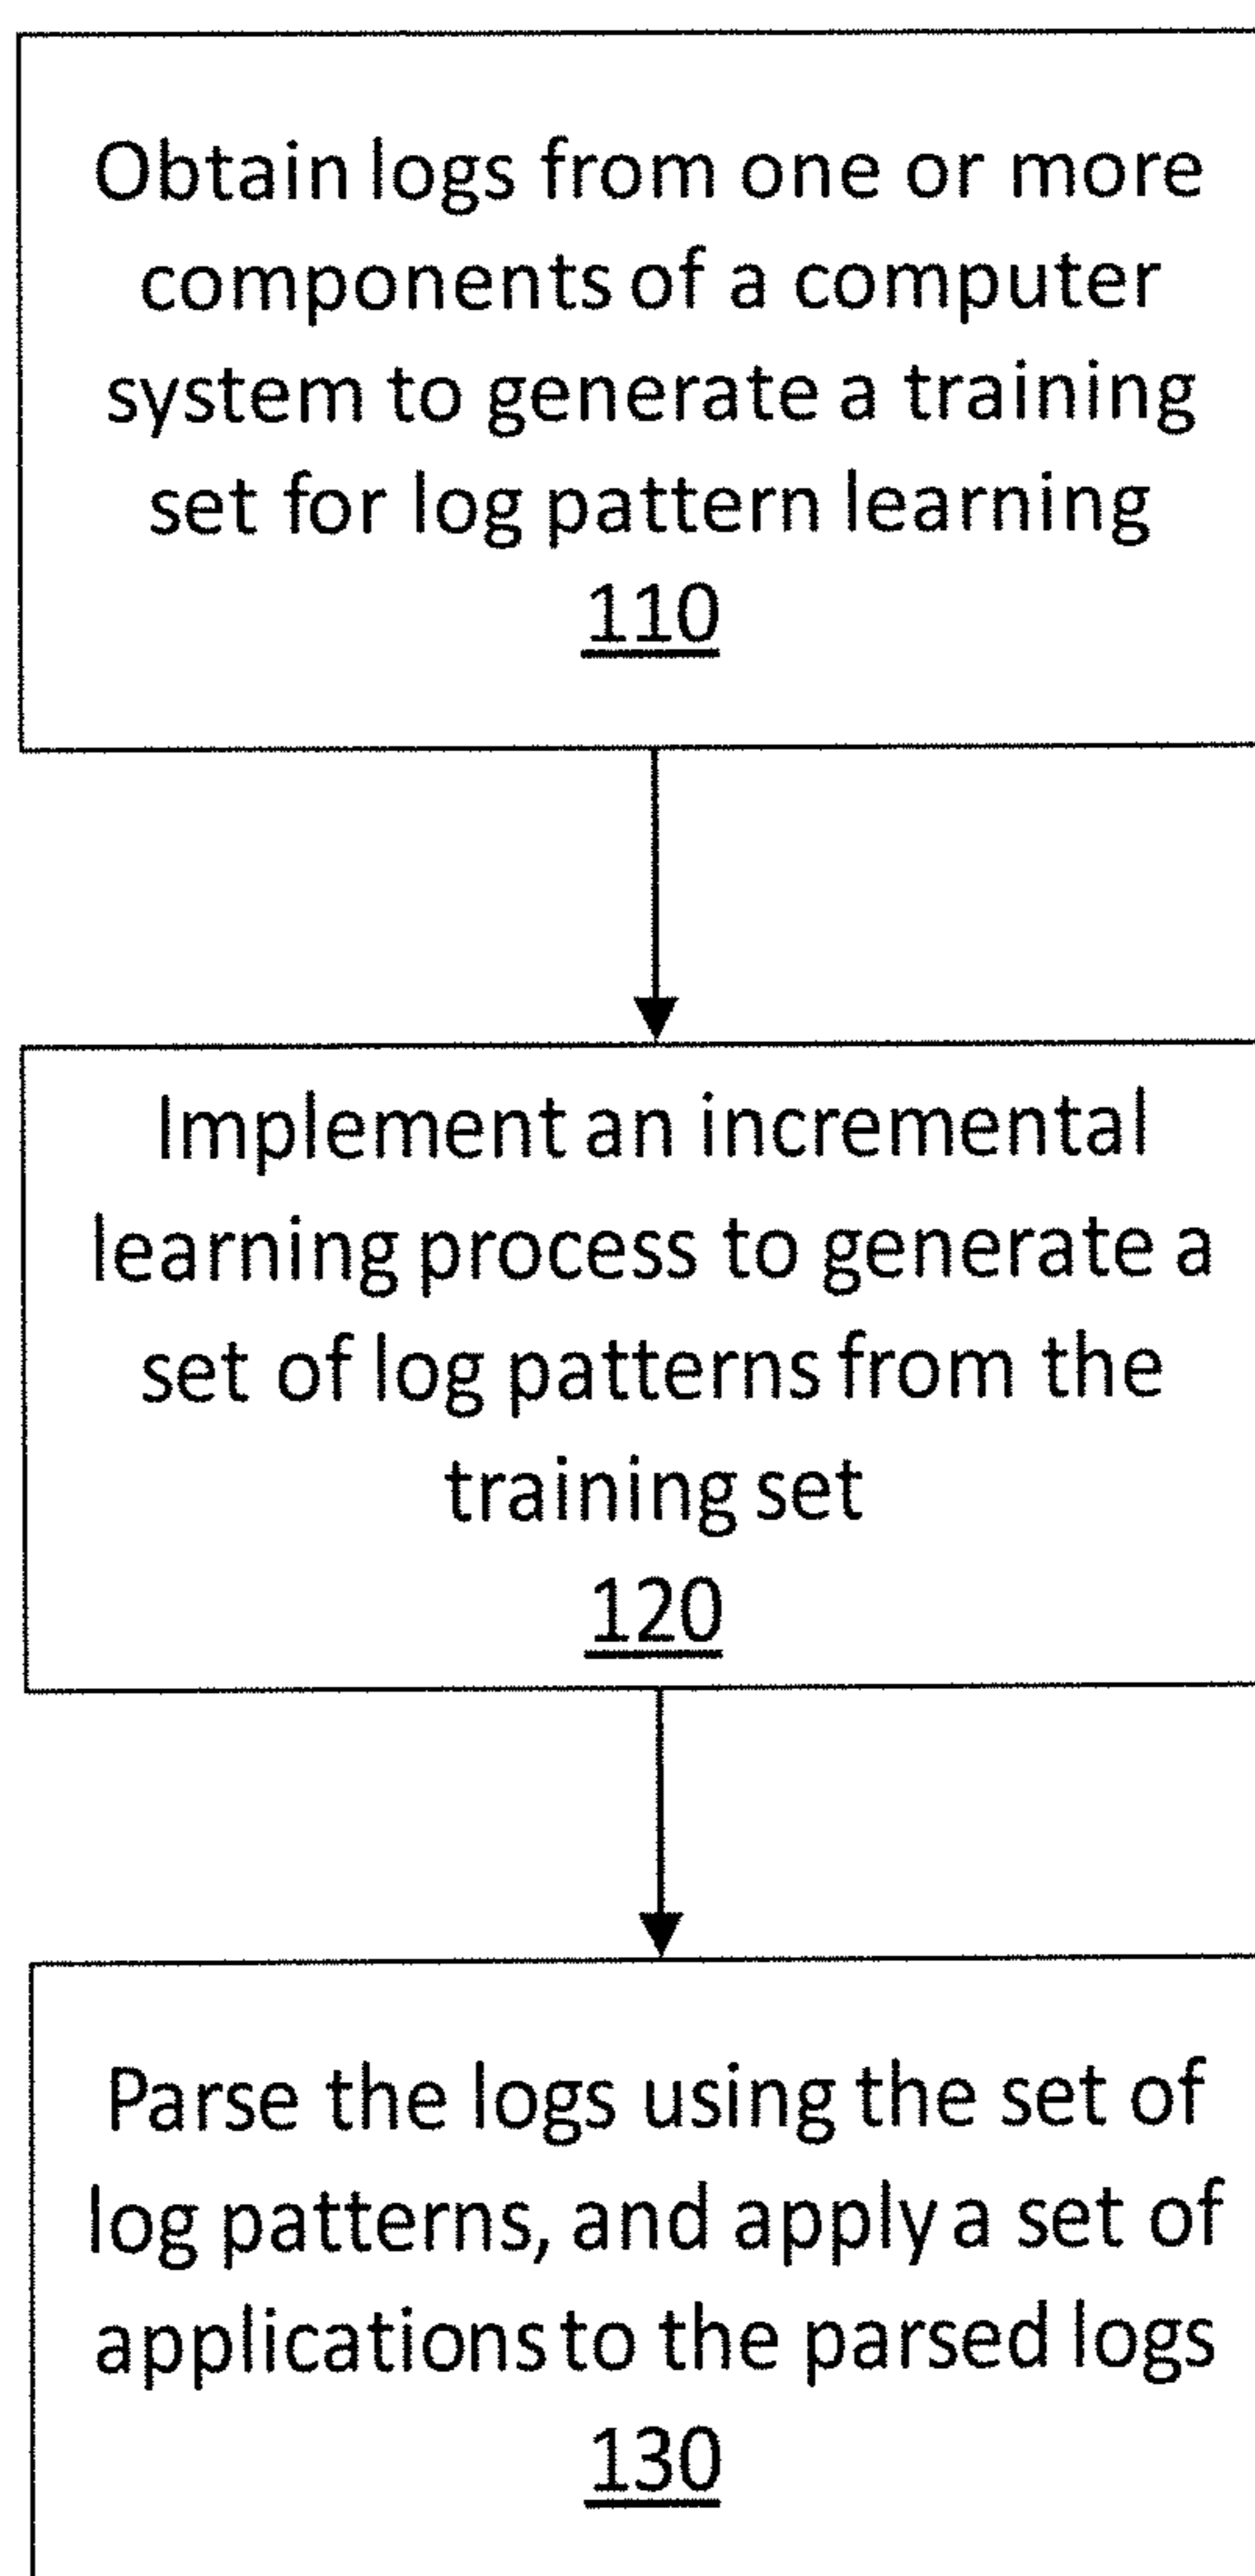 Obtain logs from one or more
components of a computer
system to generate a training
set for log pattern learning
110
Implement an incremental
learning process to generate a
set of log patterns from the
training set
120
Parse the logs using the set of
log patterns, and apply a set of
applications to the parsed logs
130